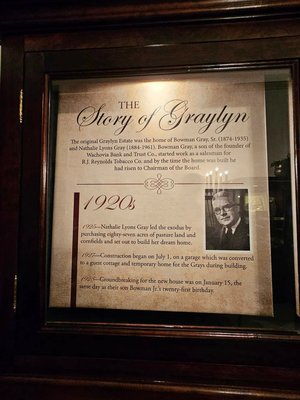 THE
Story of Graylyn
The original Graylyn Estate was the home of Bowman Gray, Sr. (1874-1935)
and Nathalie Lyons Gray (1884-1961). Bowman Gray, a son of the founder of
Wachovia Bank and Trust Co., started work as a salesman for
R.J. Reynolds Tobacco Co. and by the time the home was built he
had risen to Chairman of the Board.
1920s
1925—Nathalie Lyons Gray led the exodus by
purchasing eighty-seven acres of pasture land and
cornfields and set out to build her dream home.
1927—Construction began on July 1, on a garage which was converted
to a guest cottage and temporary home for the Grays during building.
1928—Groundbreaking for the new house was on January 15, the
same day as their son Bowman Jr.'s twenty-first birthday.